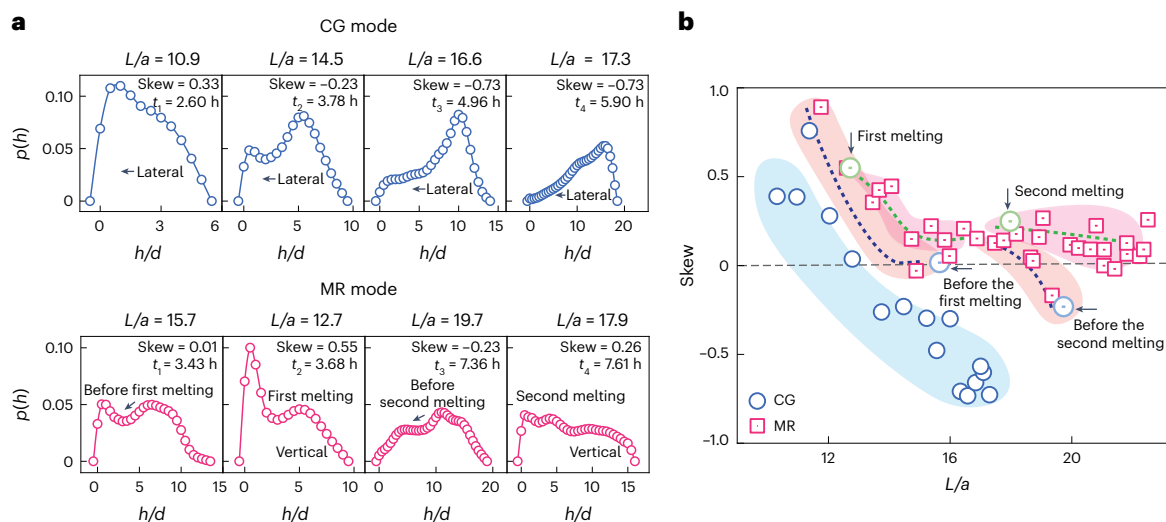 a
CG mode
L/a = 10.9
L/a = 14.5
L/a = 16.6
L/a = 17.3
Skew = 0.33
t1 = 2.60 h
Skew = −0.23
t2 = 3.78 h
Skew = −0.73
t3 = 4.96 h
Skew = −0.73
t4 = 5.90 h
0.10
0.05
0
p(h)
Lateral
Lateral
Lateral
Lateral
0 3 6
0 5 10
0 5 10 15
0 10 20
h/d
h/d
h/d
h/d
MR mode
L/a = 15.7
L/a = 12.7
L/a = 19.7
L/a = 17.9
Skew = 0.01
t1 = 3.43 h
Skew = 0.55
t2 = 3.68 h
Skew = −0.23
t3 = 7.36 h
Skew = 0.26
t4 = 7.61 h
0.10
0.05
0
p(h)
Before first melting
First melting
Vertical
Before
second melting
Second melting
Vertical
0 5 10 15
0 5 10
0 10 20
0 5 10 15
h/d
h/d
h/d
h/d
b
1.0
0.5
0
−0.5
−1.0
Skew
First melting
Second melting
Before the
first melting
Before the
second melting
CG
MR
12 16 20
L/a